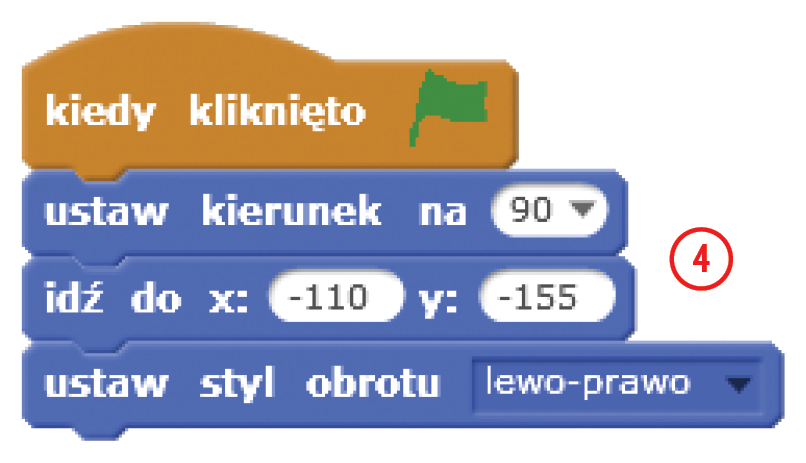 kiedy kliknięto
ustaw kierunek na 90
idź do x: -110 y: -155
4
ustaw styl obrotu lewo-prawo